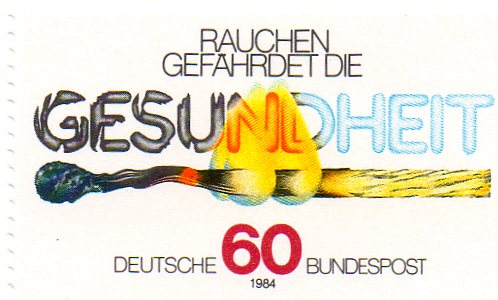 RAUCHEN
GEFÄHRDET DIE
GESUNDHEIT
DEUTSCHE 60 BUNDESPOST
1984